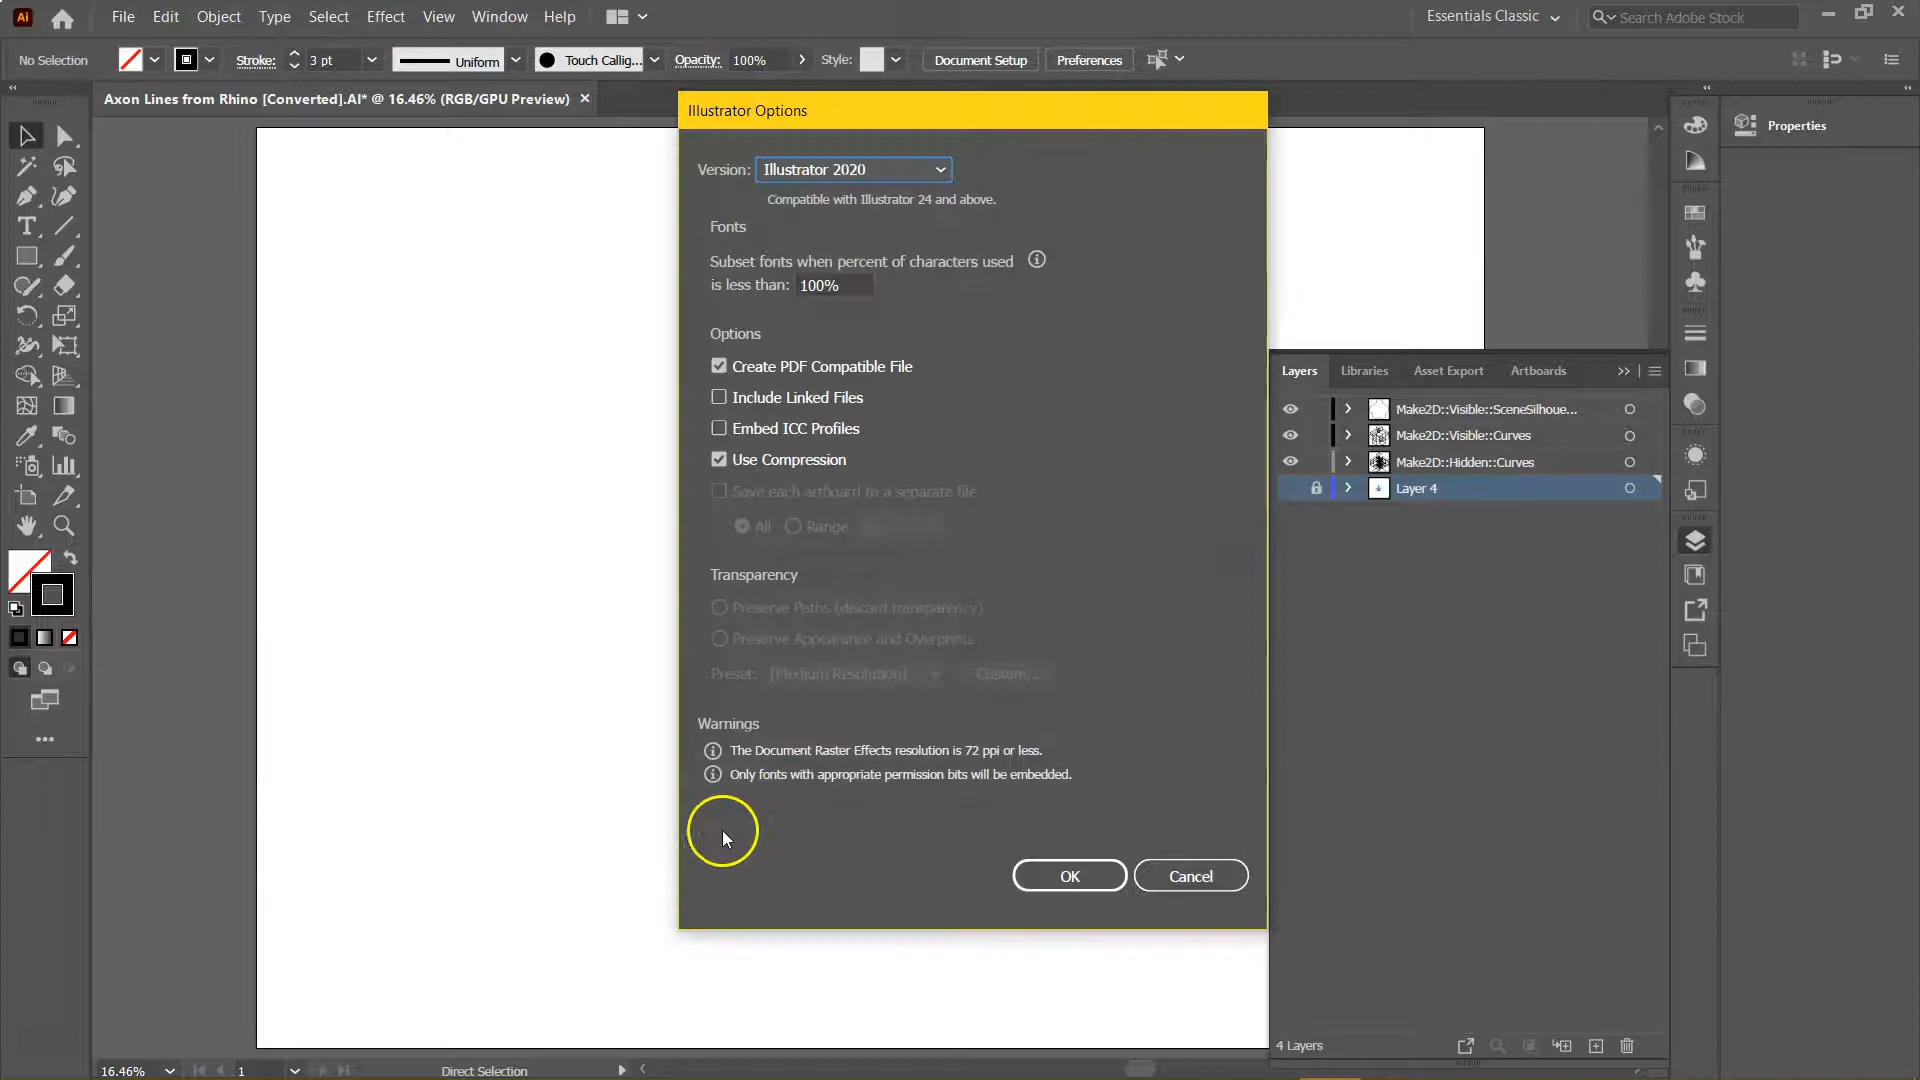 Ai File Edit Object Type Select Effect View Window Help Essentials Classic Search Adobe Stock
No Selection Stroke: 3 pt Uniform Touch Callig... Opacity: 100% Style: Document Setup Preferences
Axon Lines from Rhino [Converted].AI* @ 16.46% (RGB/GPU Preview)
Illustrator Options
Properties
Version: Illustrator 2020
Compatible with Illustrator 24 and above.
Fonts
Subset fonts when percent of characters used
is less than: 100%
Options
Create PDF Compatible File
Include Linked Files
Embed ICC Profiles
Use Compression
Save each artboard to a separate file
All Range
Transparency
Preserve Paths (discard transparency)
Preserve Appearance and Overprints
Preset: [Medium Resolution] Custom...
Warnings
The Document Raster Effects resolution is 72 ppi or less.
Only fonts with appropriate permission bits will be embedded.
OK Cancel
Layers Libraries Asset Export Artboards
Make2D::Visible::SceneSilhoue...
Make2D::Visible::Curves
Make2D::Hidden::Curves
Layer 4
4 Layers
16.46% 1 Direct Selection